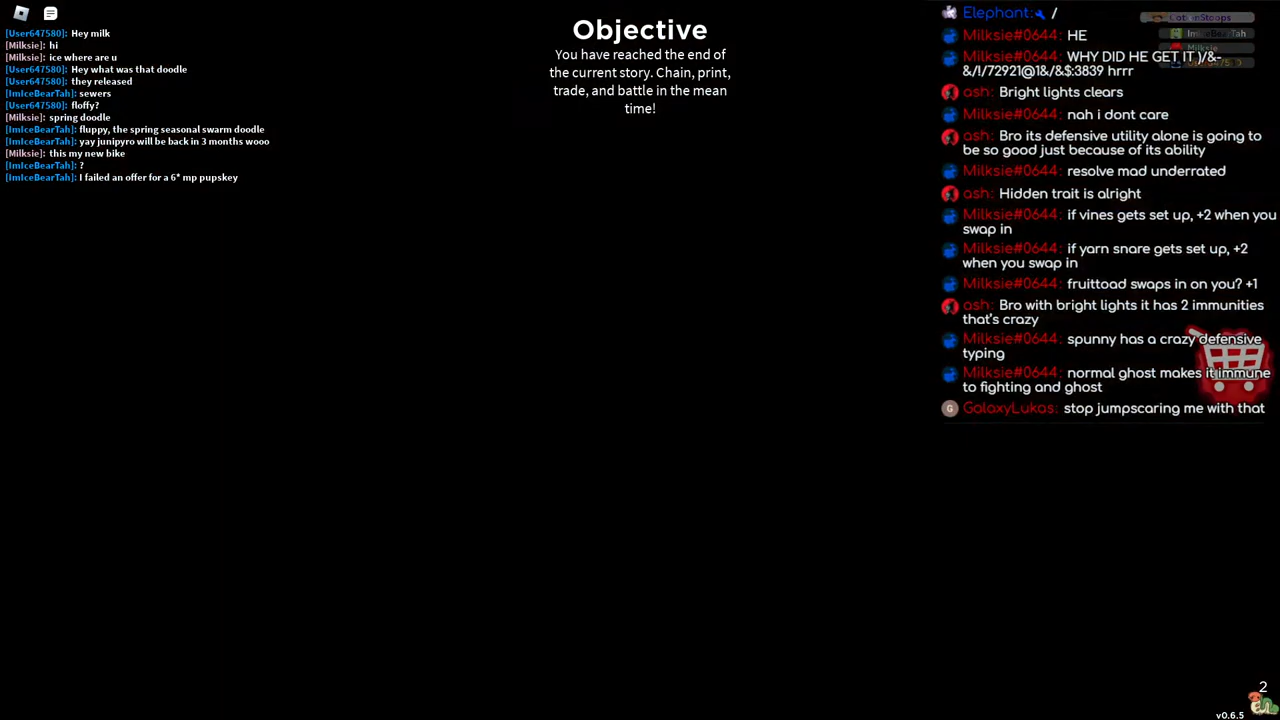 [User647580]: Hey milk
[Milksie]: hi
[Milksie]: ice where are u
[User647580]: Hey what was that doodle
[User647580]: they released
[ImIceBearTah]: sewers
[User647580]: floffy?
[Milksie]: spring doodle
[ImIceBearTah]: fluppy, the spring seasonal swarm doodle
[ImIceBearTah]: yay junipyro will be back in 3 months wooo
[Milksie]: this my new bike
[ImIceBearTah]: ?
[ImIceBearTah]: I failed an offer for a 6* mp pupskey
Objective
You have reached the end of
the current story. Chain, print,
trade, and battle in the mean
time!
Elephant: /
Milksie#0644: HE
Milksie#0644: WHY DID HE GET IT )/&-
&/!/72921@1&/&$:3839 hrrr
ash: Bright lights clears
Milksie#0644: nah i dont care
ash: Bro its defensive utility alone is going to
be so good just because of its ability
Milksie#0644: resolve mad underrated
ash: Hidden trait is alright
Milksie#0644: if vines gets set up, +2 when you
swap in
Milksie#0644: if yarn snare gets set up, +2
when you swap in
Milksie#0644: fruittoad swaps in on you? +1
ash: Bro with bright lights it has 2 immunities
that's crazy
Milksie#0644: spunny has a crazy defensive
typing
Milksie#0644: normal ghost makes it immune
to fighting and ghost
G GalaxyLukas: stop jumpscaring me with that
ImIceBearTah
Milksie
2
v0.6.5